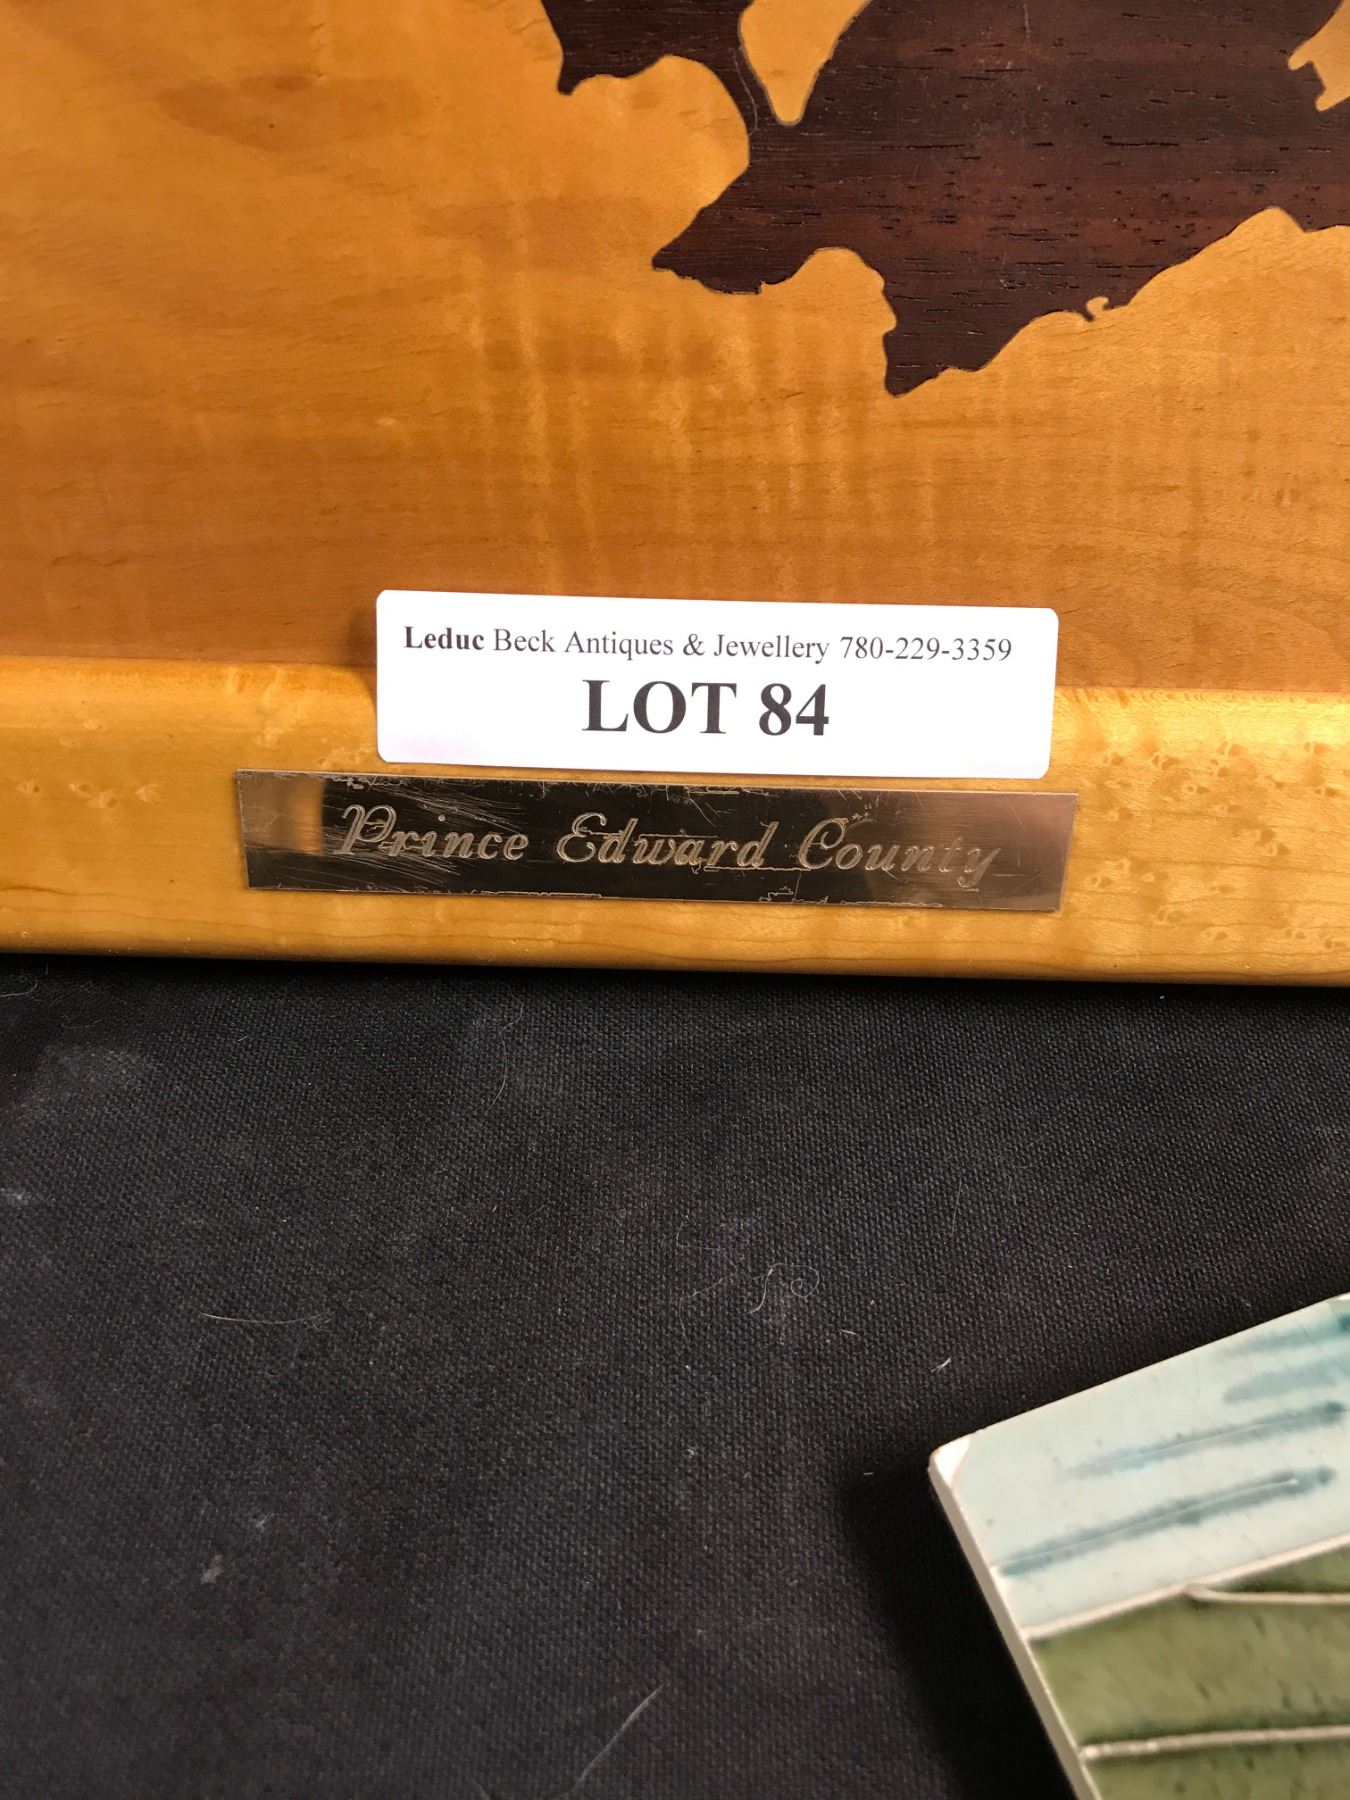 Leduc Beck Antiques & Jewellery 780-229-3359
LOT 84
Prince Edward County